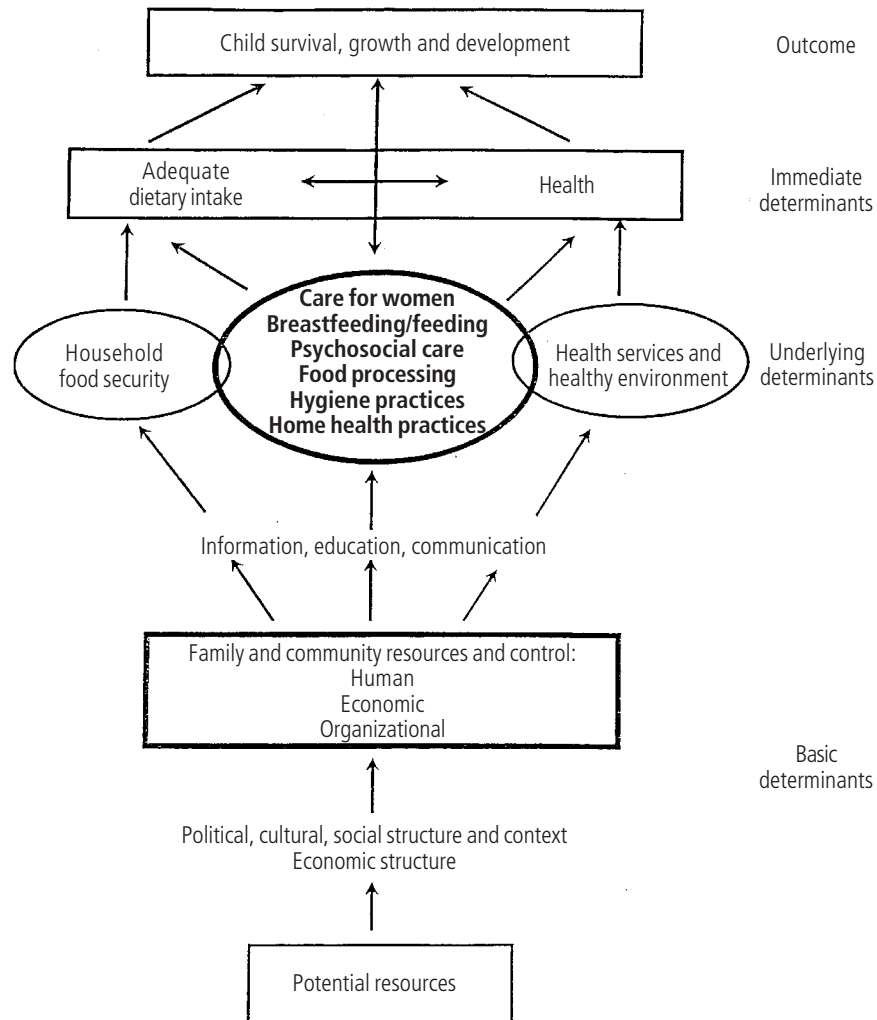 Child survival, growth and development
Outcome
Adequate
dietary intake
Health
Immediate
determinants
Care for women
Breastfeeding/feeding
Psychosocial care
Food processing
Hygiene practices
Home health practices
Household
food security
Health services and
healthy environment
Underlying
determinants
Information, education, communication
Family and community resources and control:
Human
Economic
Organizational
Basic
determinants
Political, cultural, social structure and context
Economic structure
Potential resources